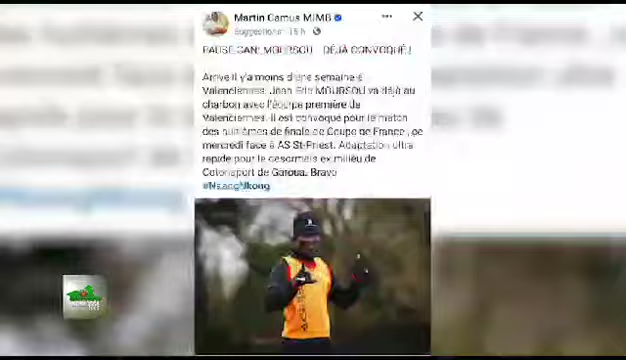 Martin Camus MIMB
Suggestions · 15 h
PAUSE CAN: MOURSOU DÉJÀ CONVOQUÉ !
Arrivé il y'a moins d'une semaine à
Valenciennes, Jean Eric MOURSOU va déjà au
charbon avec l'équipe première de
Valenciennes. Il est convoqué pour le match
des huitièmes de finale de Coupe de France, ce
mercredi face à AS St-Priest. Adaptation ultra
rapide pour le desormais ex milieu de
Cotonsport de Garoua. Bravo